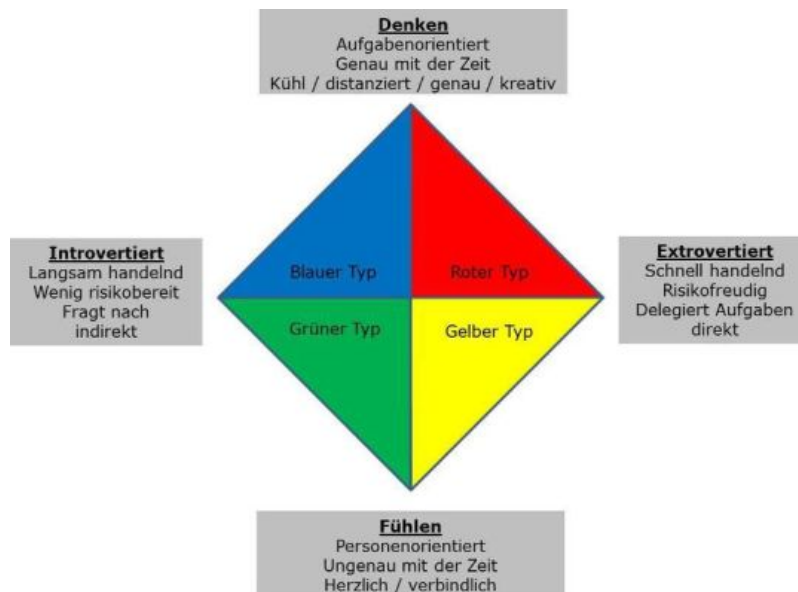 Denken
Aufgabenorientiert
Genau mit der Zeit
Kühl / distanziert / genau / kreativ
Introvertiert
Langsam handelnd
Wenig risikobereit
Fragt nach
indirekt
Blauer Typ
Roter Typ
Grüner Typ
Gelber Typ
Extrovertiert
Schnell handelnd
Risikofreudig
Delegiert Aufgaben
direkt
Fühlen
Personenorientiert
Ungenau mit der Zeit
Herzlich / verbindlich